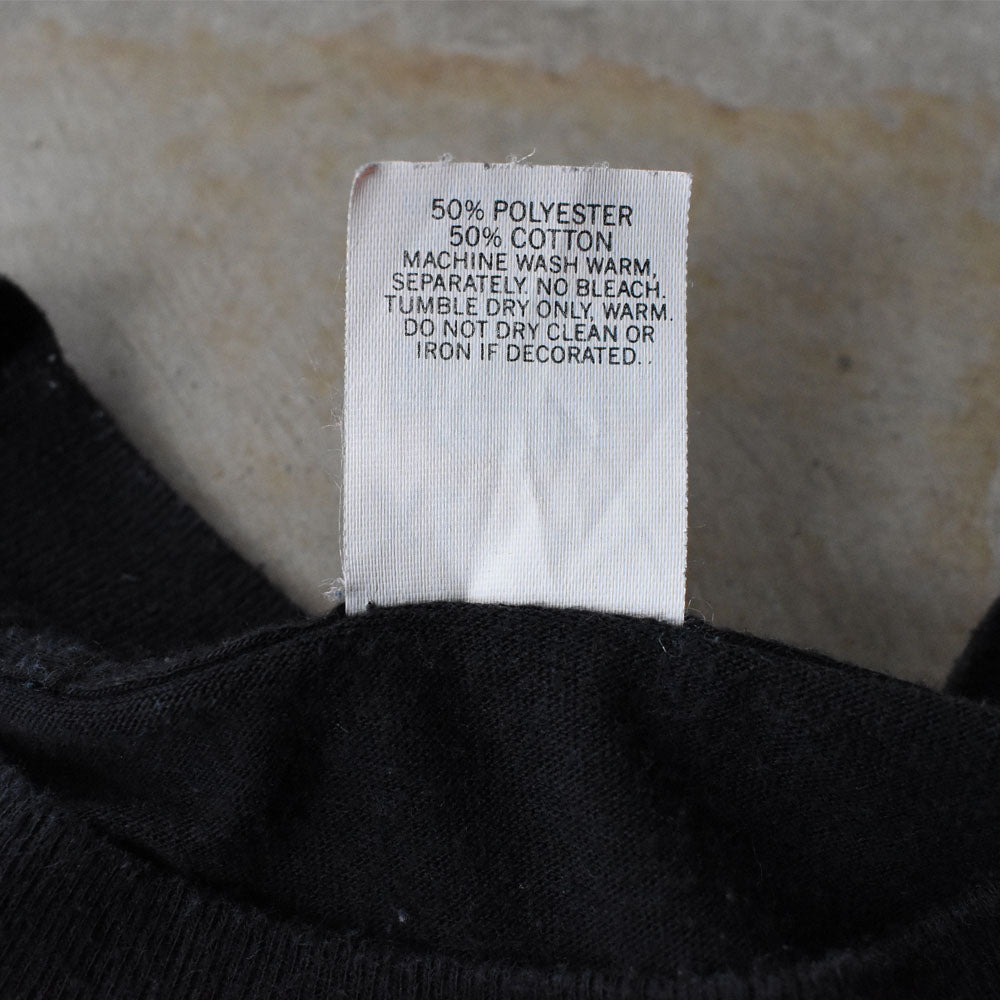 50% POLYESTER
50% COTTON
MACHINE WASH WARM,
SEPARATELY. NO BLEACH.
TUMBLE DRY ONLY, WARM.
DO NOT DRY CLEAN OR
IRON IF DECORATED. .